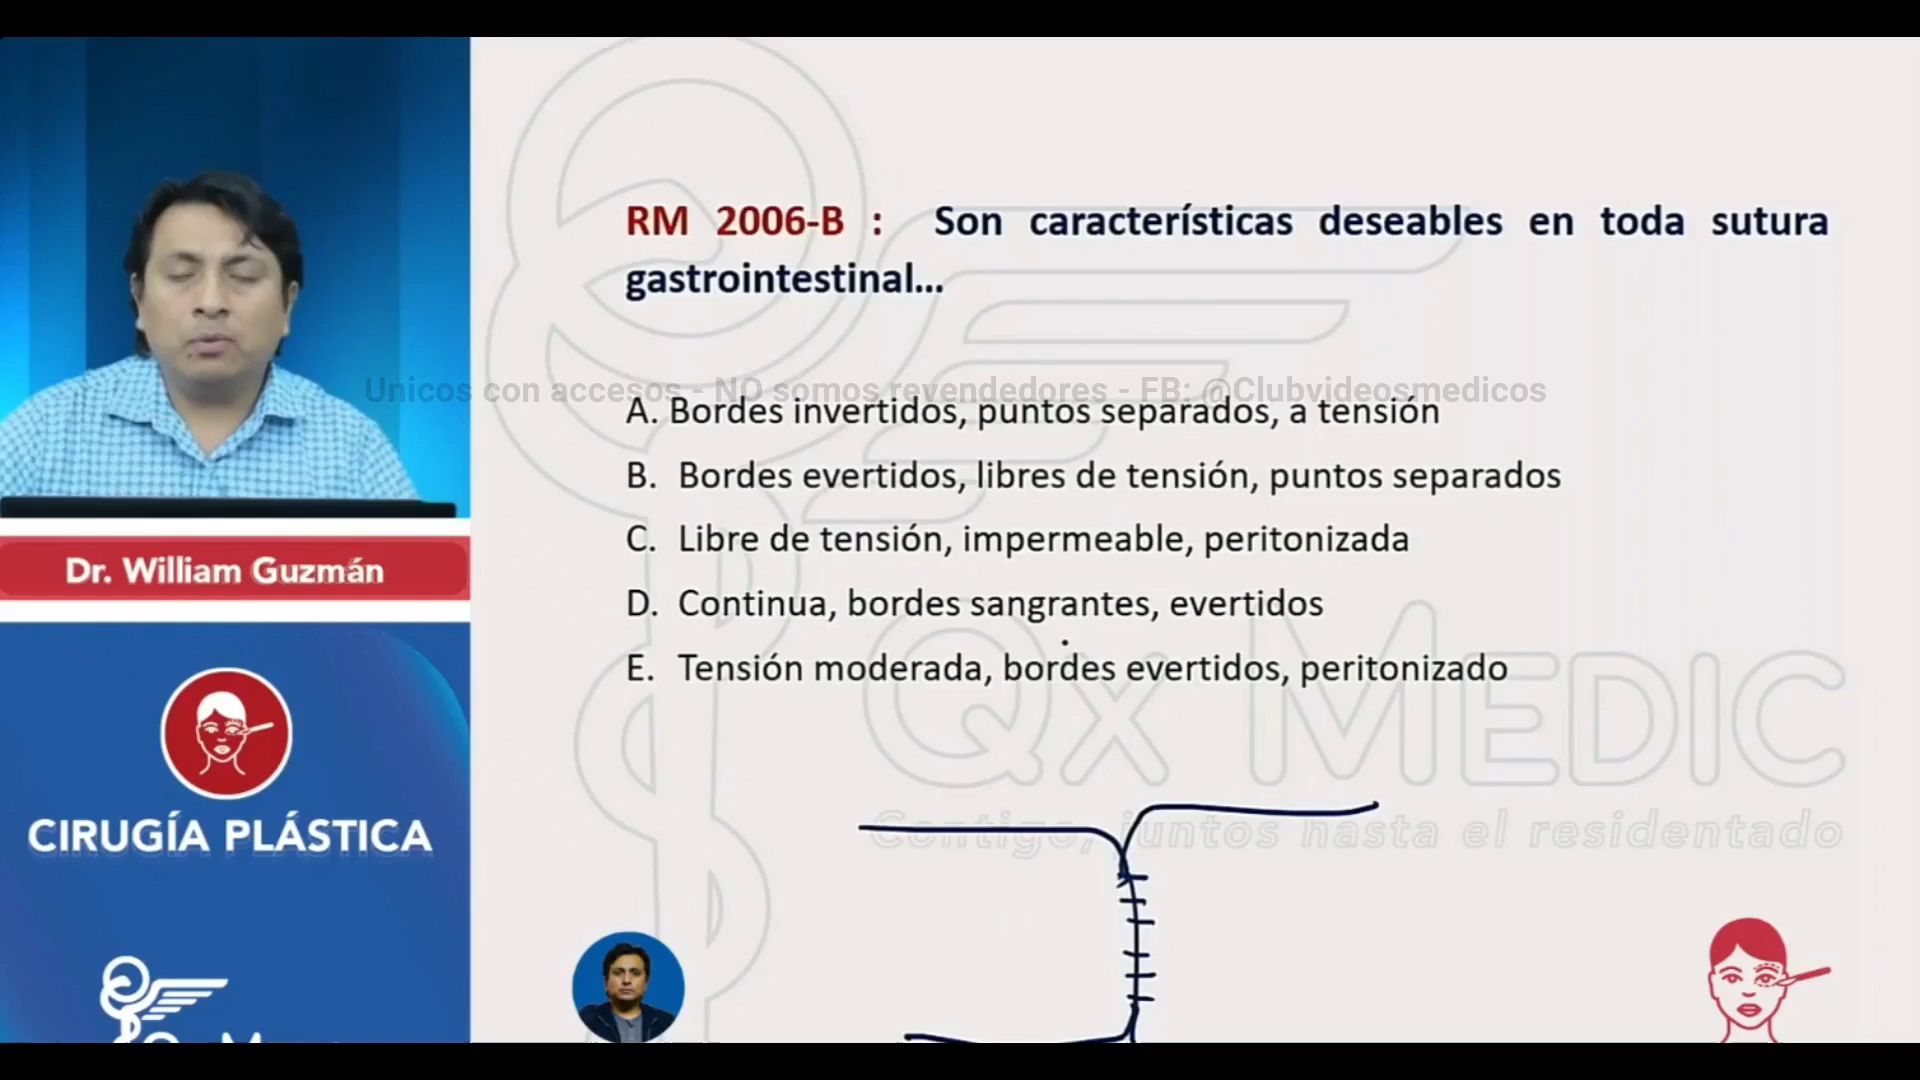 RM 2006-B : Son características deseables en toda sutura
gastrointestinal...
Unicos con accesos - NO somos revendedores - FB: @Clubvideosmedicos
A. Bordes invertidos, puntos separados, a tensión
B. Bordes evertidos, libres de tensión, puntos separados
C. Libre de tensión, impermeable, peritonizada
D. Continua, bordes sangrantes, evertidos
E. Tensión moderada, bordes evertidos, peritonizado
Dr. William Guzmán
CIRUGÍA PLÁSTICA
QX MEDIC
Contigo, juntos hasta el residentado